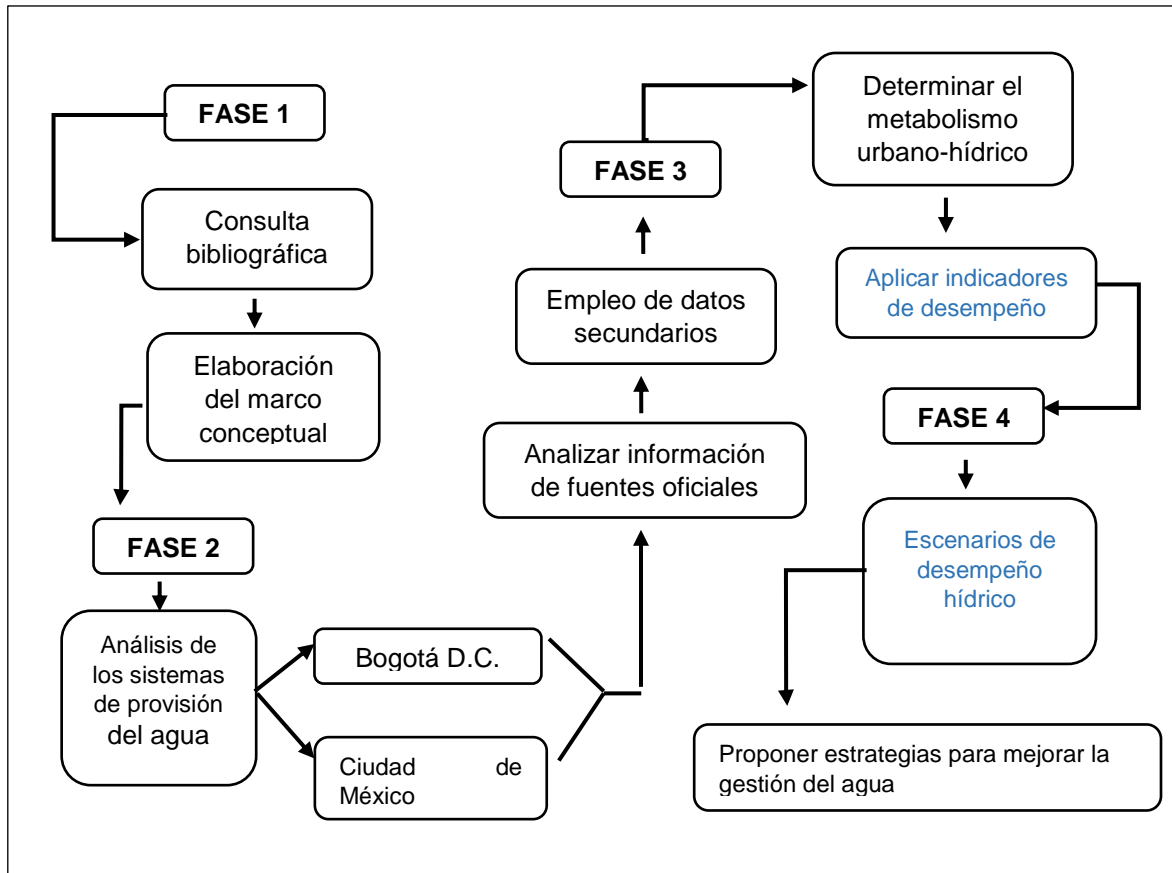 FASE 1
Consulta
bibliográfica
Elaboración
del marco
conceptual
FASE 2
Análisis de
los sistemas
de provisión
del agua
Bogotá D.C.
Ciudad de
México
Analizar información
de fuentes oficiales
Empleo de datos
secundarios
FASE 3
Determinar el
metabolismo
urbano-hídrico
Aplicar indicadores
de desempeño
FASE 4
Escenarios de
desempeño
hídrico
Proponer estrategias para mejorar la
gestión del agua